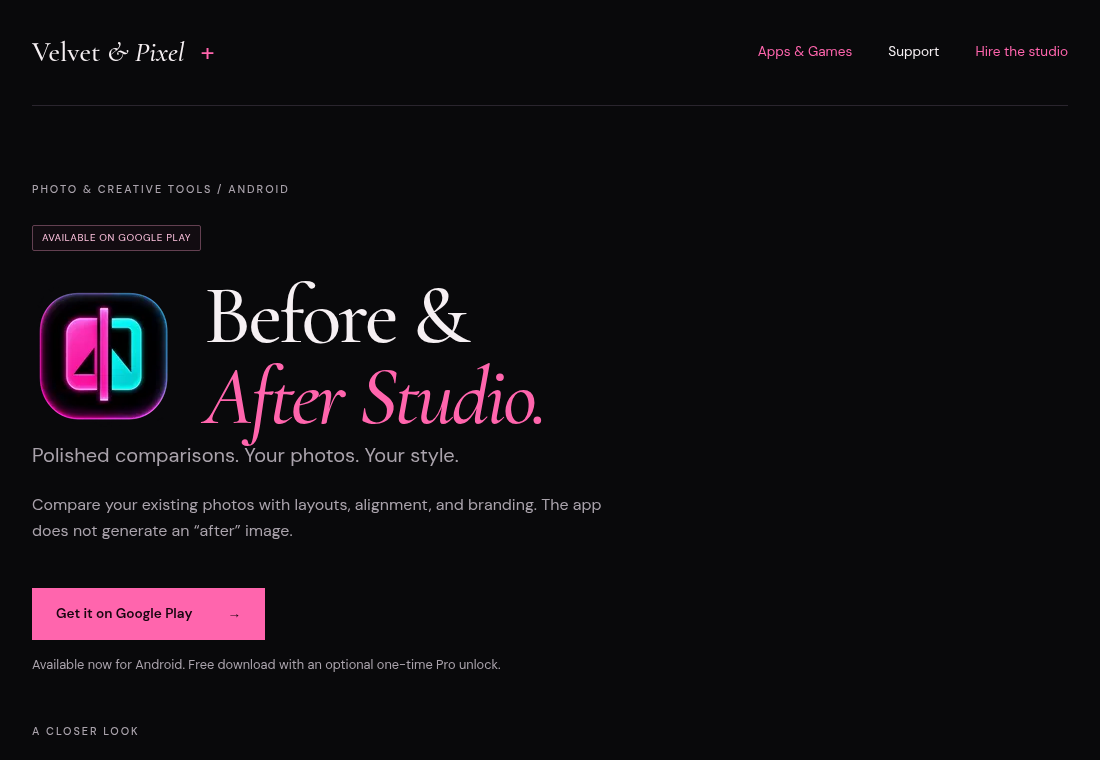 Velvet & Pixel +
Apps & Games
Support
Hire the studio
PHOTO & CREATIVE TOOLS / ANDROID
AVAILABLE ON GOOGLE PLAY
Before &
After Studio.
Polished comparisons. Your photos. Your style.
Compare your existing photos with layouts, alignment, and branding. The app
does not generate an “after” image.
Get it on Google Play →
Available now for Android. Free download with an optional one-time Pro unlock.
A CLOSER LOOK